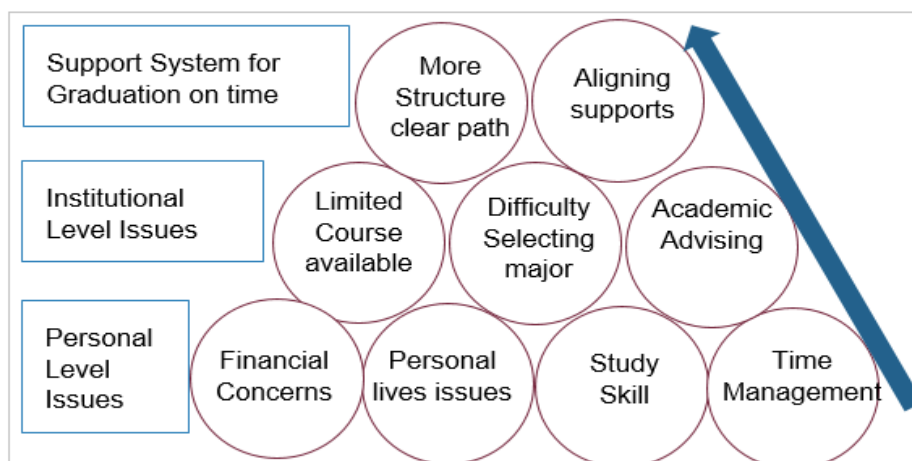 Support System for
Graduation on time
More
Structure
clear path
Aligning
supports
Institutional
Level Issues
Limited
Course
available
Difficulty
Selecting
major
Academic
Advising
Personal
Level
Issues
Financial
Concerns
Personal
lives issues
Study
Skill
Time
Management